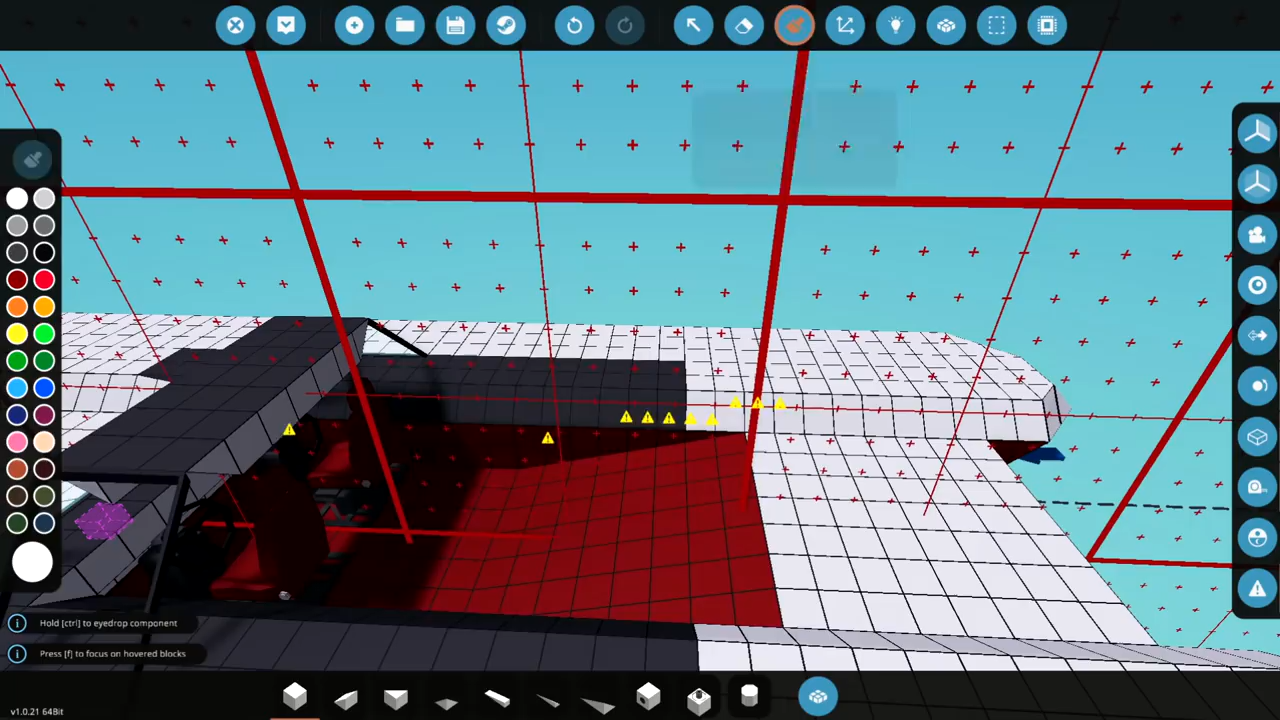 Hold [ctrl] to eyedrop component
Press [f] to focus on hovered blocks
v1.0.21 64Bit